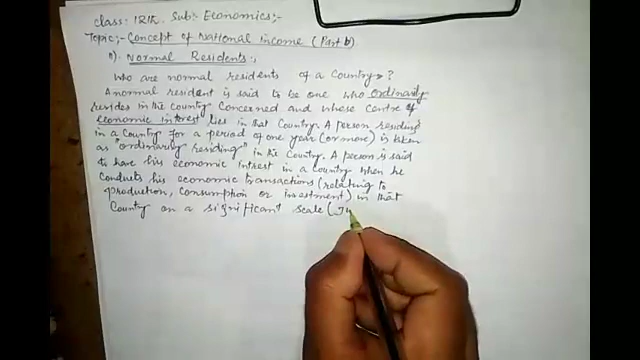 class: 12th. Sub:- Economics;-
Topic;- Concept of National Income (Part b)
Normal Residents:,
Who are normal residents of a Country→?
A normal resident is said to be one who ordinarily
resides in the Country Concerned and whose Centre of
economic interest lies in that Country. A person residing
in a Country for a period of one year (or more) is taken
as "ordinarily residing" in the Country. A person is said
to have his economic interest in a Country when he
Conducts his economic transactions (relating to
production, Consumption or investment) in that
Country on a significant scale (